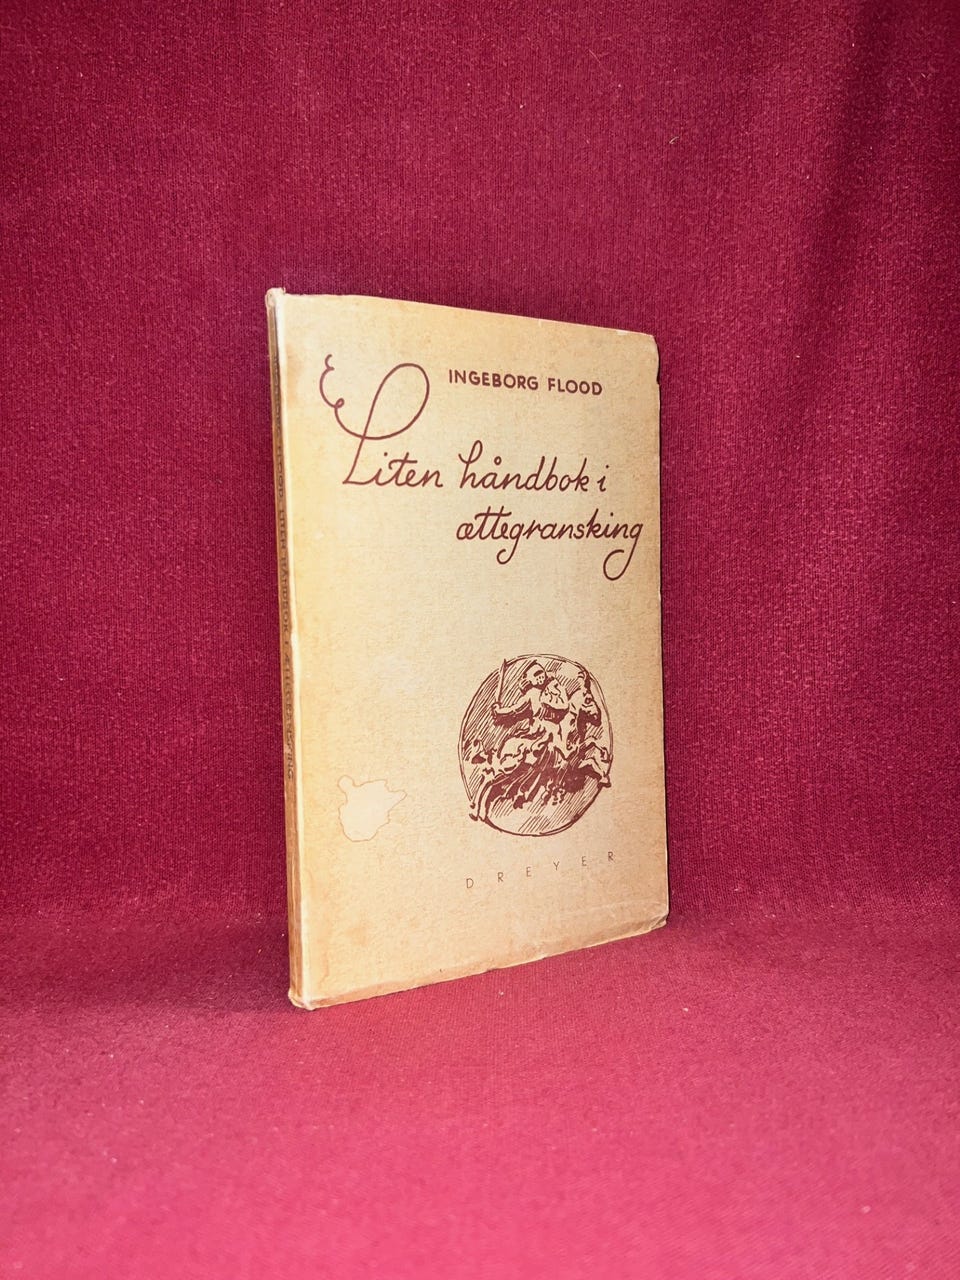 INGEBORG FLOOD
Liten håndbok i
ættegransking
DREYER